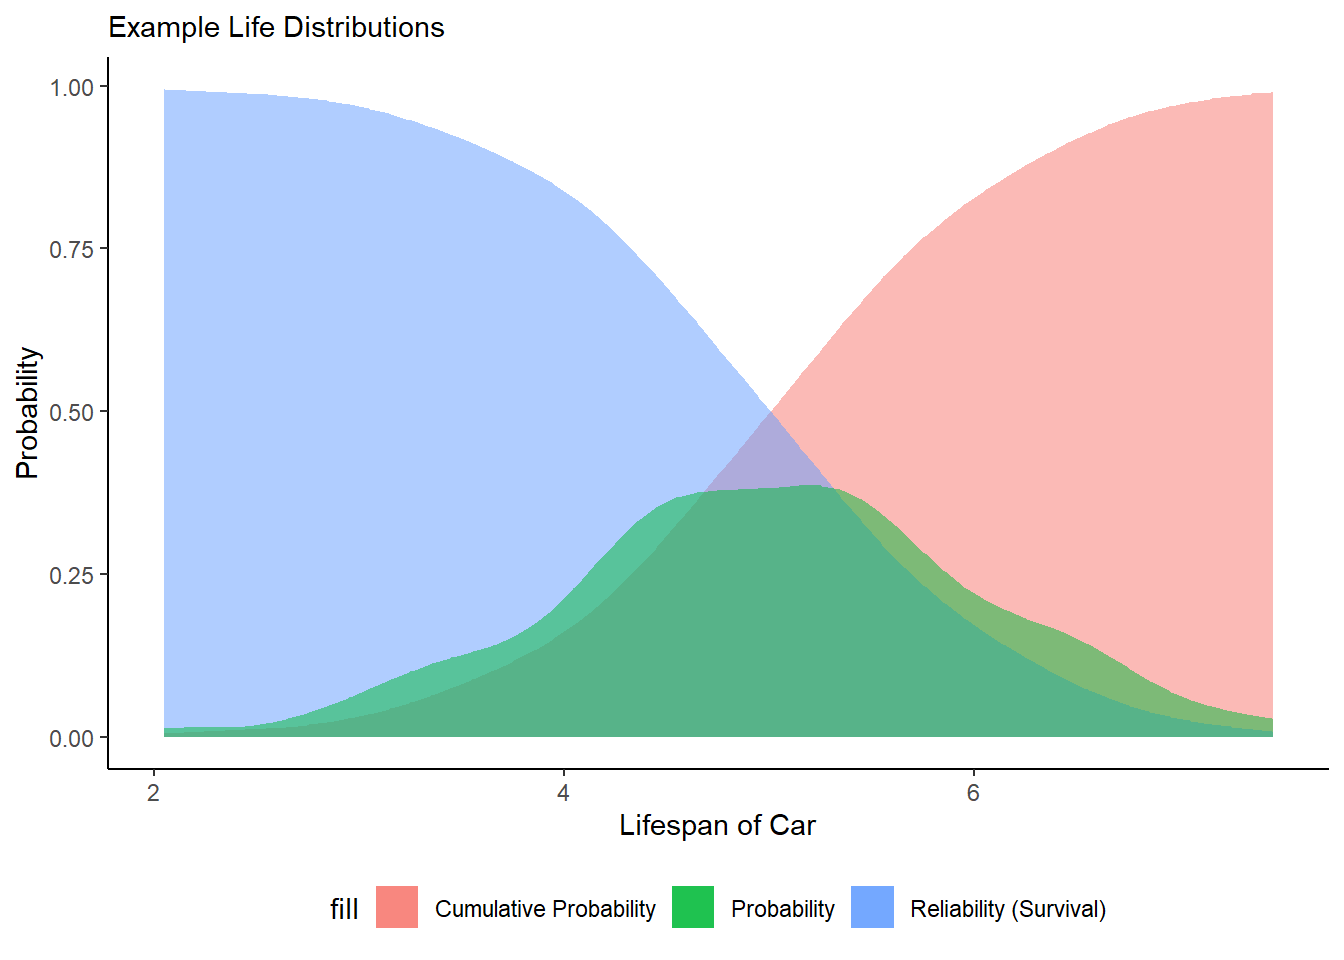 Example Life Distributions
1.00
0.75
0.50
0.25
0.00
Probability
2 4 6
Lifespan of Car
fill Cumulative Probability Probability Reliability (Survival)